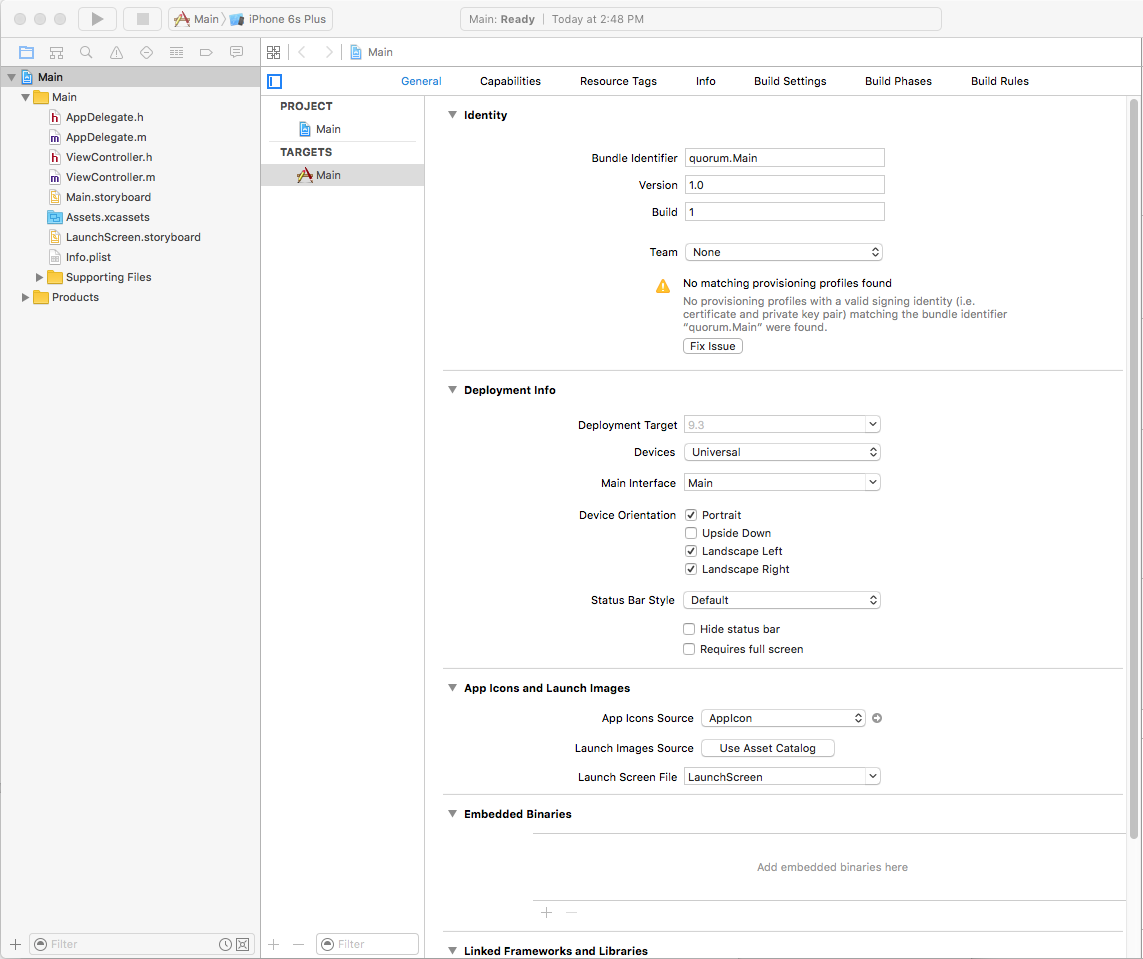 Main iPhone 6s Plus
Main: Ready | Today at 2:48 PM
Main
Main
Main
h AppDelegate.h
m AppDelegate.m
h ViewController.h
m ViewController.m
Main.storyboard
Assets.xcassets
LaunchScreen.storyboard
Info.plist
Supporting Files
Products
Filter
General Capabilities Resource Tags Info Build Settings Build Phases Build Rules
PROJECT
Main
TARGETS
Main
Filter
Identity
Bundle Identifier quorum.Main
Version 1.0
Build 1
Team None
No matching provisioning profiles found
No provisioning profiles with a valid signing identity (i.e.
certificate and private key pair) matching the bundle identifier
“quorum.Main” were found.
Fix Issue
Deployment Info
Deployment Target 9.3
Devices Universal
Main Interface Main
Device Orientation Portrait
Upside Down
Landscape Left
Landscape Right
Status Bar Style Default
Hide status bar
Requires full screen
App Icons and Launch Images
App Icons Source AppIcon
Launch Images Source Use Asset Catalog
Launch Screen File LaunchScreen
Embedded Binaries
Add embedded binaries here
Linked Frameworks and Libraries